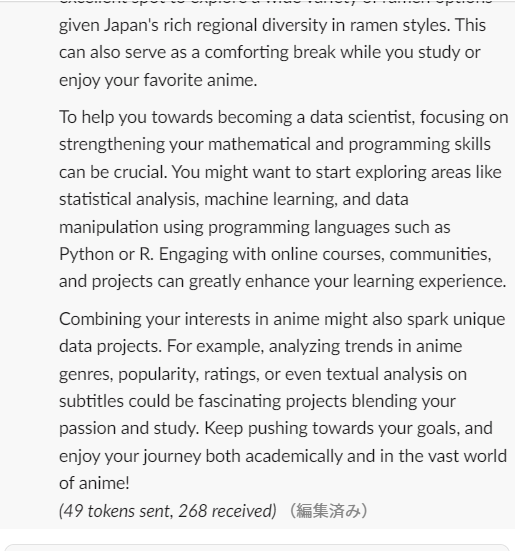 given Japan's rich regional diversity in ramen styles. This
can also serve as a comforting break while you study or
enjoy your favorite anime.
To help you towards becoming a data scientist, focusing on
strengthening your mathematical and programming skills
can be crucial. You might want to start exploring areas like
statistical analysis, machine learning, and data
manipulation using programming languages such as
Python or R. Engaging with online courses, communities,
and projects can greatly enhance your learning experience.
Combining your interests in anime might also spark unique
data projects. For example, analyzing trends in anime
genres, popularity, ratings, or even textual analysis on
subtitles could be fascinating projects blending your
passion and study. Keep pushing towards your goals, and
enjoy your journey both academically and in the vast world
of anime!
(49 tokens sent, 268 received) （編集済み）